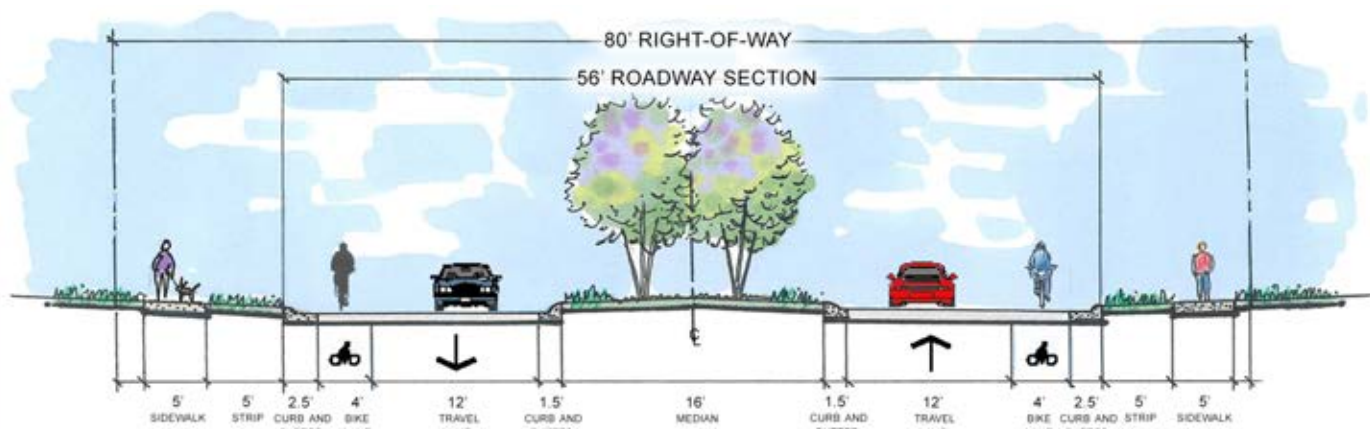 80' RIGHT-OF-WAY
56' ROADWAY SECTION
℄
5' 5' 2.5' 4' 12' 1.5' 16' 1.5' 12' 4' 2.5' 5' 5'
SIDEWALK STRIP CURB AND BIKE TRAVEL CURB AND MEDIAN CURB AND TRAVEL BIKE CURB AND STRIP SIDEWALK